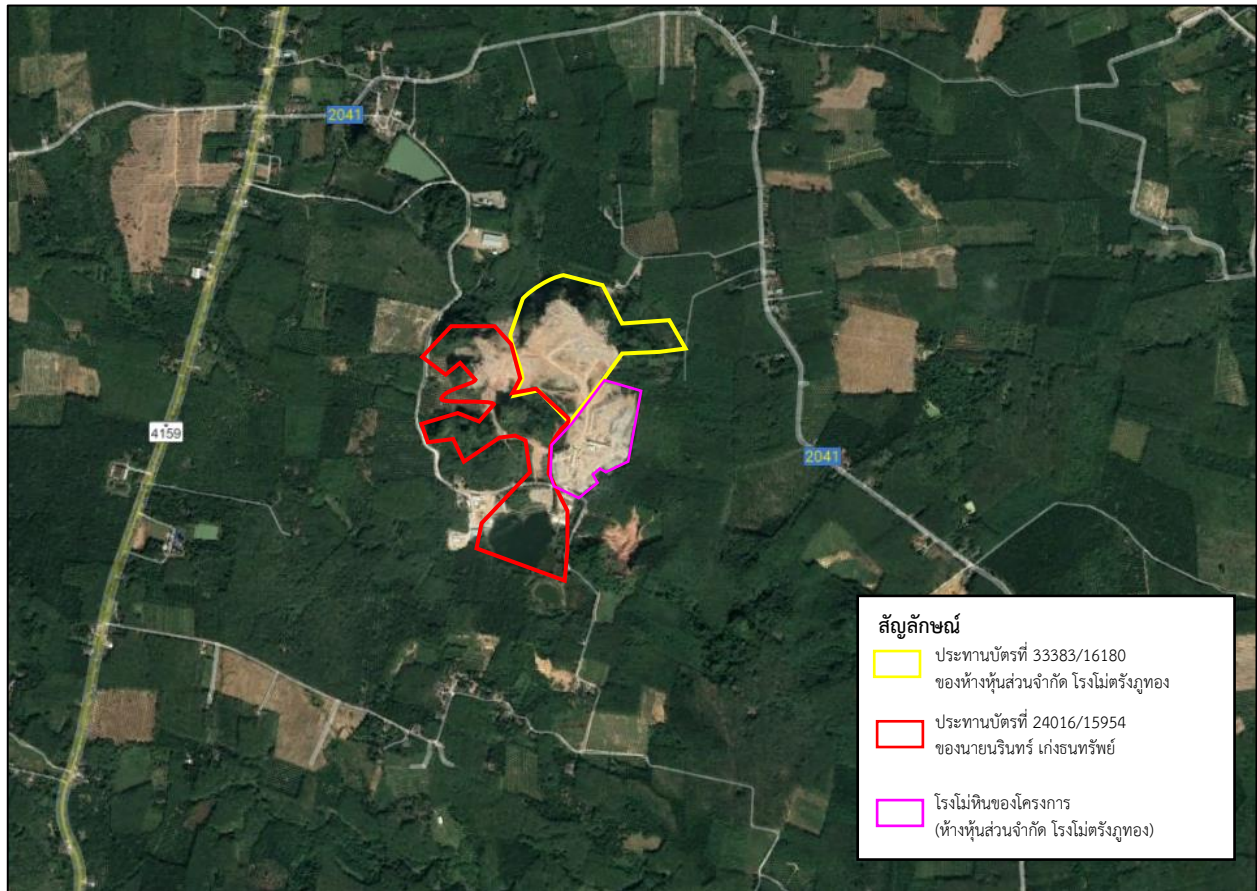 2041
4159
2041
สัญลักษณ์
ประทานบัตรที่ 33383/16180
ของห้างหุ้นส่วนจำกัด โรงโม่ตรังภูทอง
ประทานบัตรที่ 24016/15954
ของนายนรินทร์ เก่งธนทรัพย์
โรงโม่หินของโครงการ
(ห้างหุ้นส่วนจำกัด โรงโม่ตรังภูทอง)